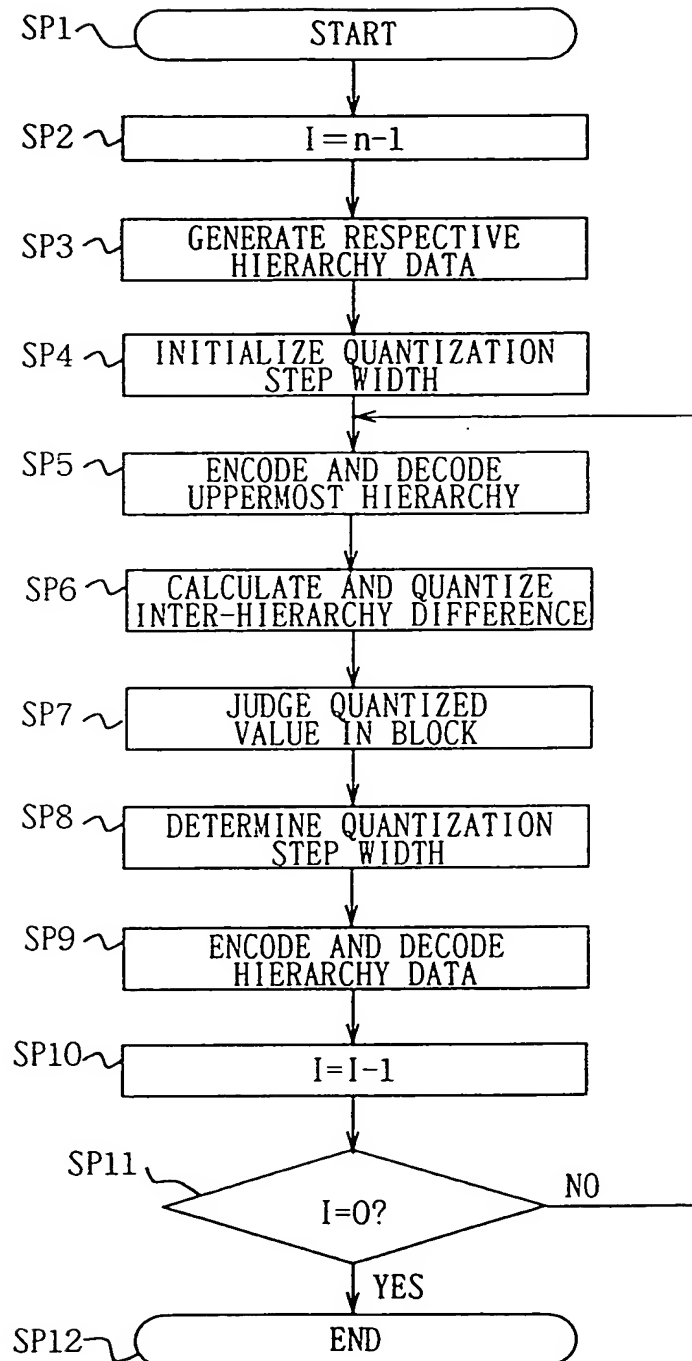 SP1
START
SP2
I=n-1
SP3
GENERATE RESPECTIVE
HIERARCHY DATA
SP4
INITIALIZE QUANTIZATION
STEP WIDTH
SP5
ENCODE AND DECODE
UPPERMOST HIERARCHY
SP6
CALCULATE AND QUANTIZE
INTER-HIERARCHY DIFFERENCE
SP7
JUDGE QUANTIZED
VALUE IN BLOCK
SP8
DETERMINE QUANTIZATION
STEP WIDTH
SP9
ENCODE AND DECODE
HIERARCHY DATA
SP10
I=I-1
SP11
I=0?
NO
YES
SP12
END